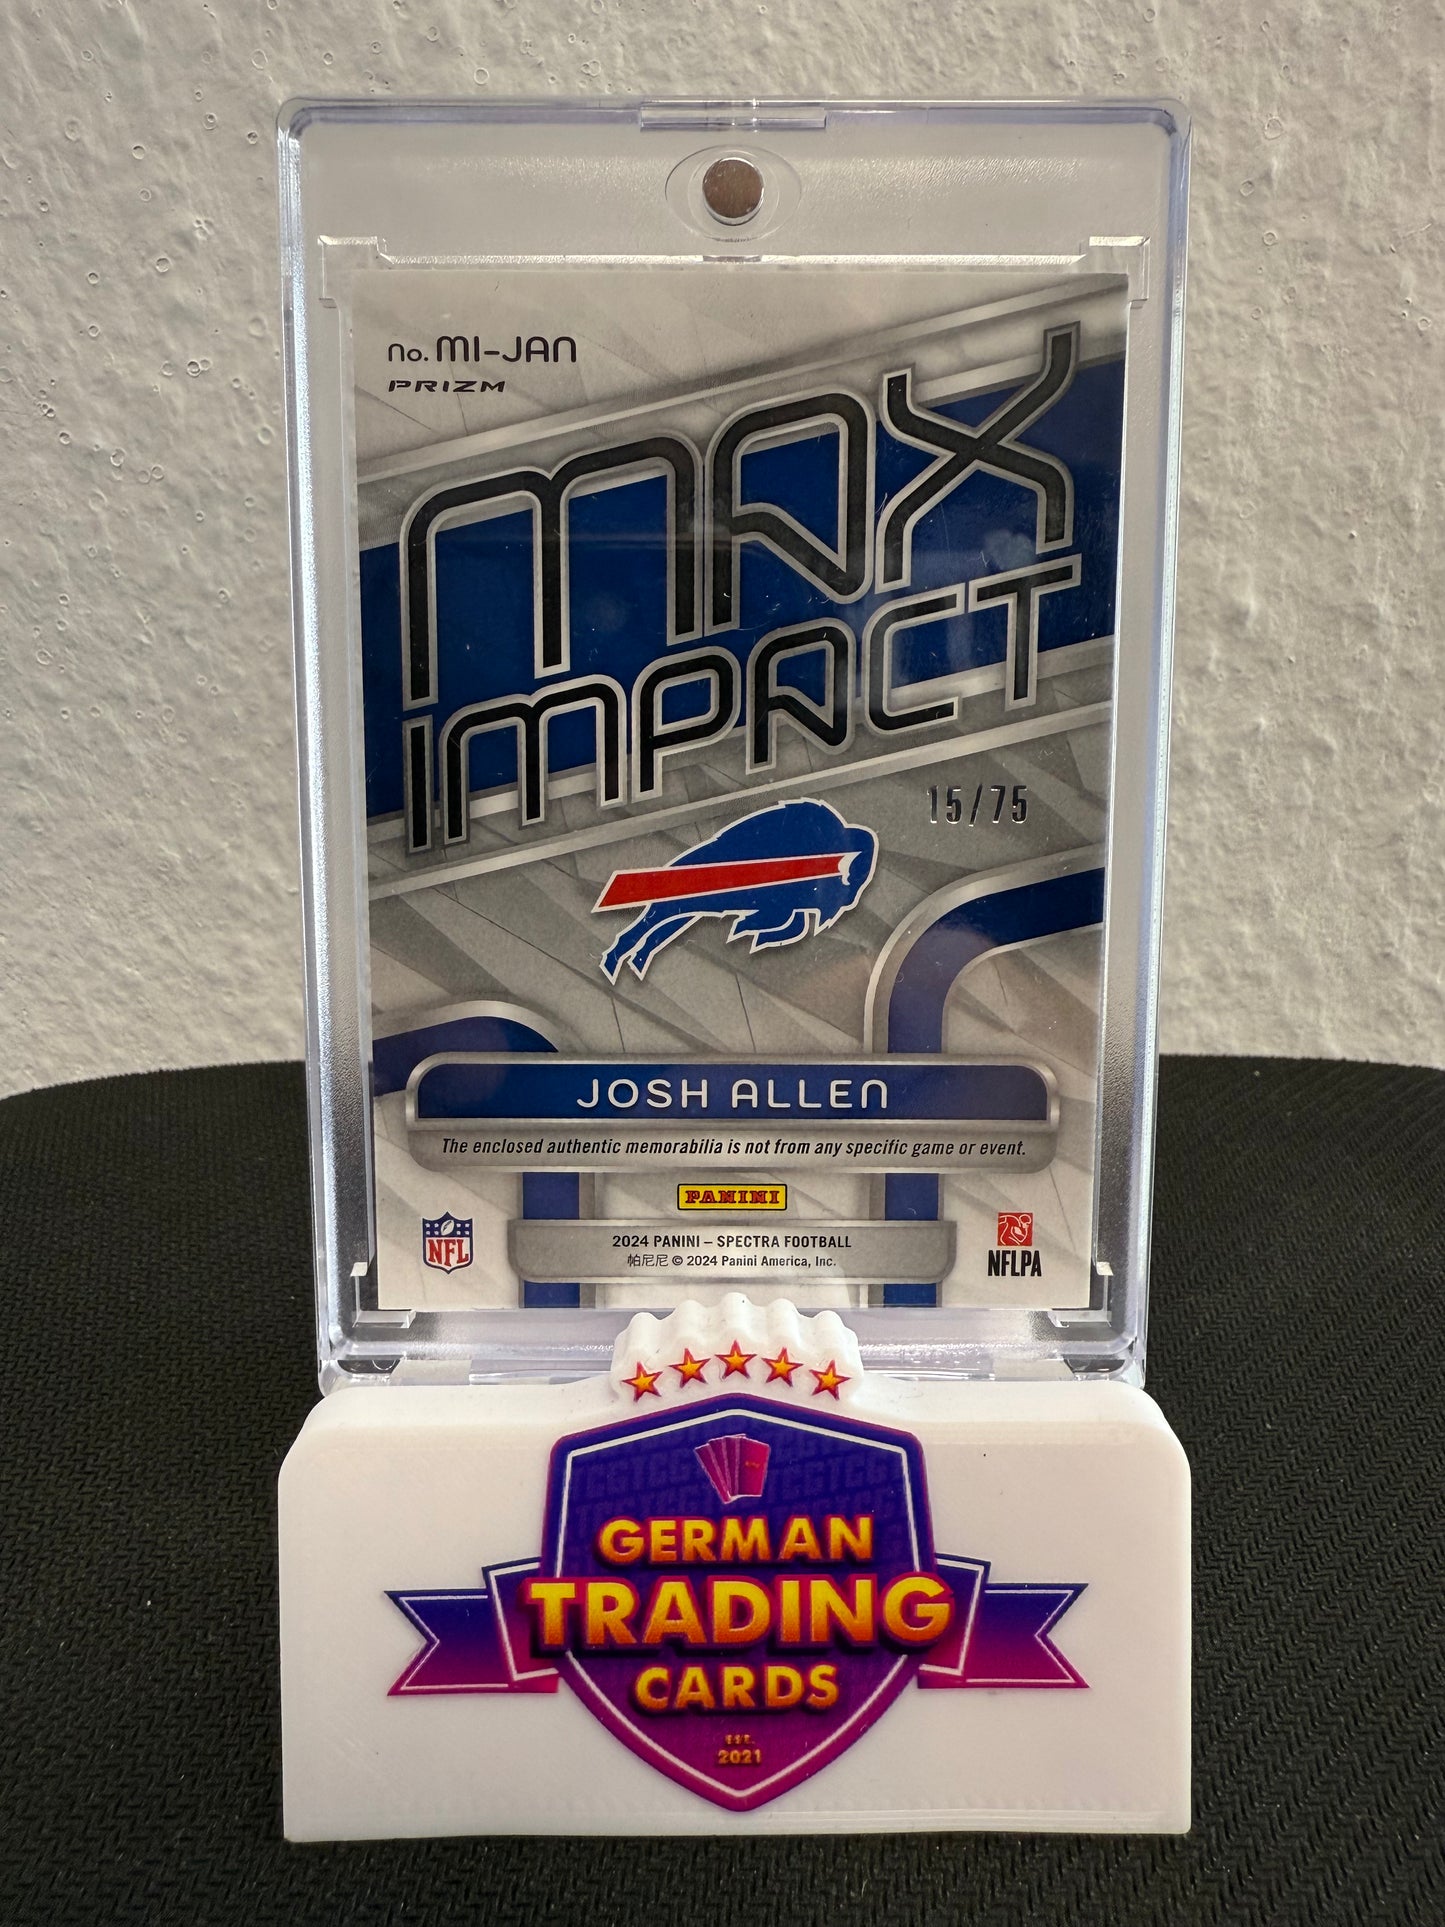 No. MI-JAN
PRIZM
MAX
IMPACT
15/75
JOSH ALLEN
The enclosed authentic memorabilia is not from any specific game or event.
PANINI
NFL
2024 PANINI – SPECTRA FOOTBALL
帕尼尼 © 2024 Panini America, Inc.
NFLPA
GERMAN
TRADING
CARDS
EST.
2021